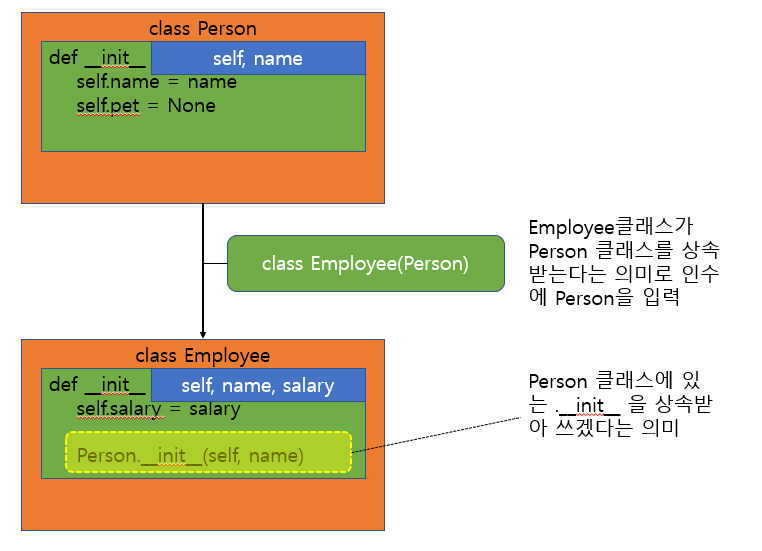 class Person
def __init__ self, name
self.name = name
self.pet = None
class Employee(Person)
Employee클래스가
Person 클래스를 상속
받는다는 의미로 인수
에 Person을 입력
class Employee
def __init__ self, name, salary
self.salary = salary
Person.__init__(self, name)
Person 클래스에 있
는 .__init__ 을 상속받
아 쓰겠다는 의미